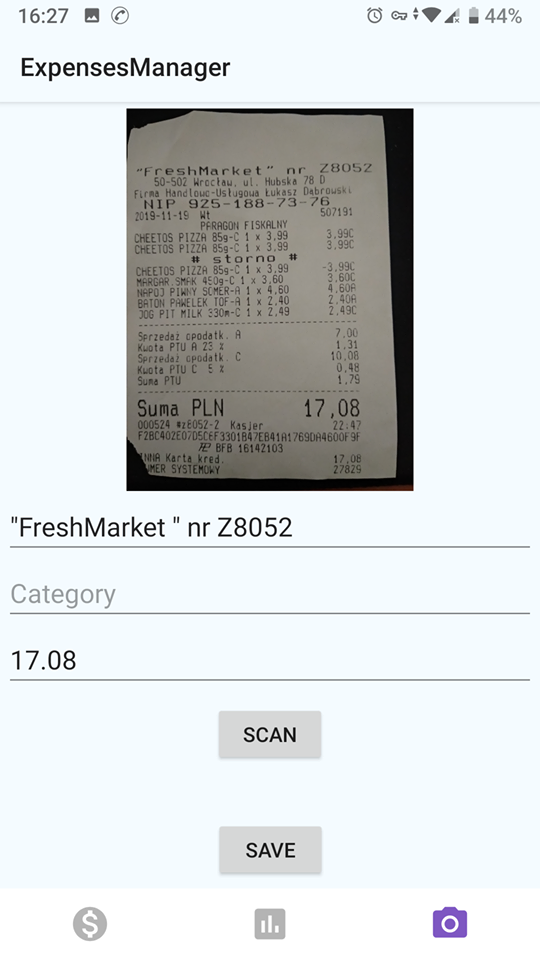 16:27
44%
ExpensesManager
"FreshMarket" nr Z8052
50-502 Wrocław, ul. Hubska 78 D
Firma Handlowo-Usługowa Łukasz Dąbrowski
NIP 925-188-73-76
2019-11-19 Wt 507191
PARAGON FISKALNY
CHEETOS PIZZA 85g-C 1 x 3,99 3,99C
CHEETOS PIZZA 85g-C 1 x 3,99 3,99C
# storno #
CHEETOS PIZZA 85g-C 1 x 3,99 -3,99C
MARGAR.SMAK 450g-C 1 x 3,60 3,60C
NAPÓJ PIWNY SOMER-A 1 x 4,60 4,60A
BATON PAWEŁEK TOF-A 1 x 2,40 2,40A
JOG PIT MILK 330m-C 1 x 2,49 2,49C
Sprzedaż opodatk. A 7,00
Kwota PTU A 23 % 1,31
Sprzedaż opodatk. C 10,08
Kwota PTU C 5 % 0,48
Suma PTU 1,79
Suma PLN 17,08
000524 #Z8052-2 Kasjer 22:47
BFB 16142103
INNA Karta kred. 17,08
UMER SYSTEMOWY 27829
"FreshMarket " nr Z8052
Category
17.08
SCAN
SAVE